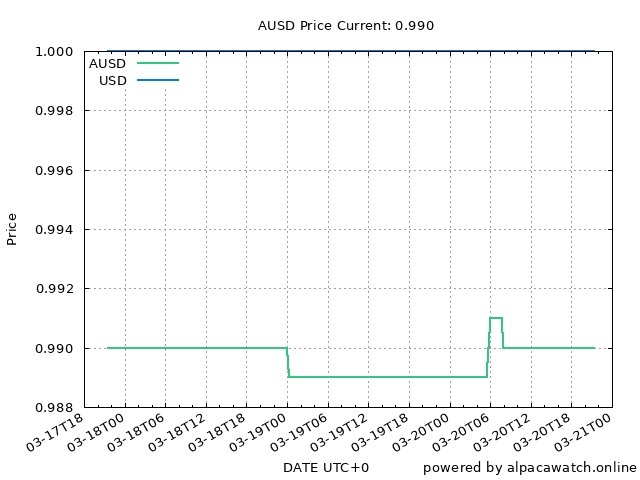 AUSD Price Current: 0.990
1.000
AUSD
USD
0.998
0.996
0.994
Price
0.992
0.990
0.988
03-17T18
03-18T00
03-18T06
03-18T12
03-18T18
03-19T00
03-19T06
03-19T12
03-19T18
03-20T00
03-20T06
03-20T12
03-20T18
03-21T00
DATE UTC+0
powered by alpacawatch.online